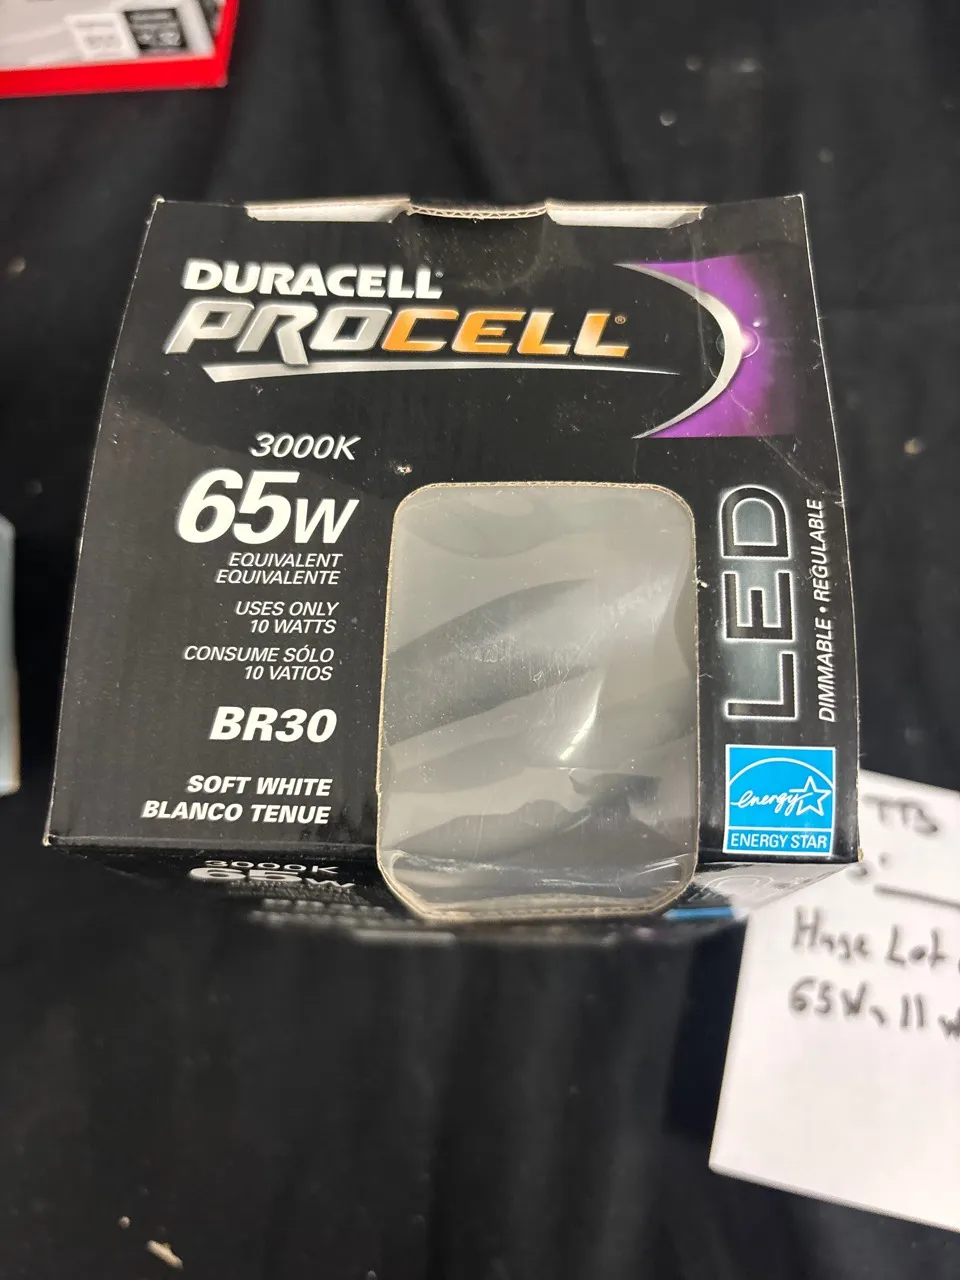 DURACELL
PROCELL®
3000K
65W
EQUIVALENT
EQUIVALENTE
USES ONLY
10 WATTS
CONSUME SÓLO
10 VATIOS
BR30
SOFT WHITE
BLANCO TENUE
LED
DIMMABLE • REGULABLE
energy
ENERGY STAR
3000K
65W
TTB
Huge Lot
65W, 11 w